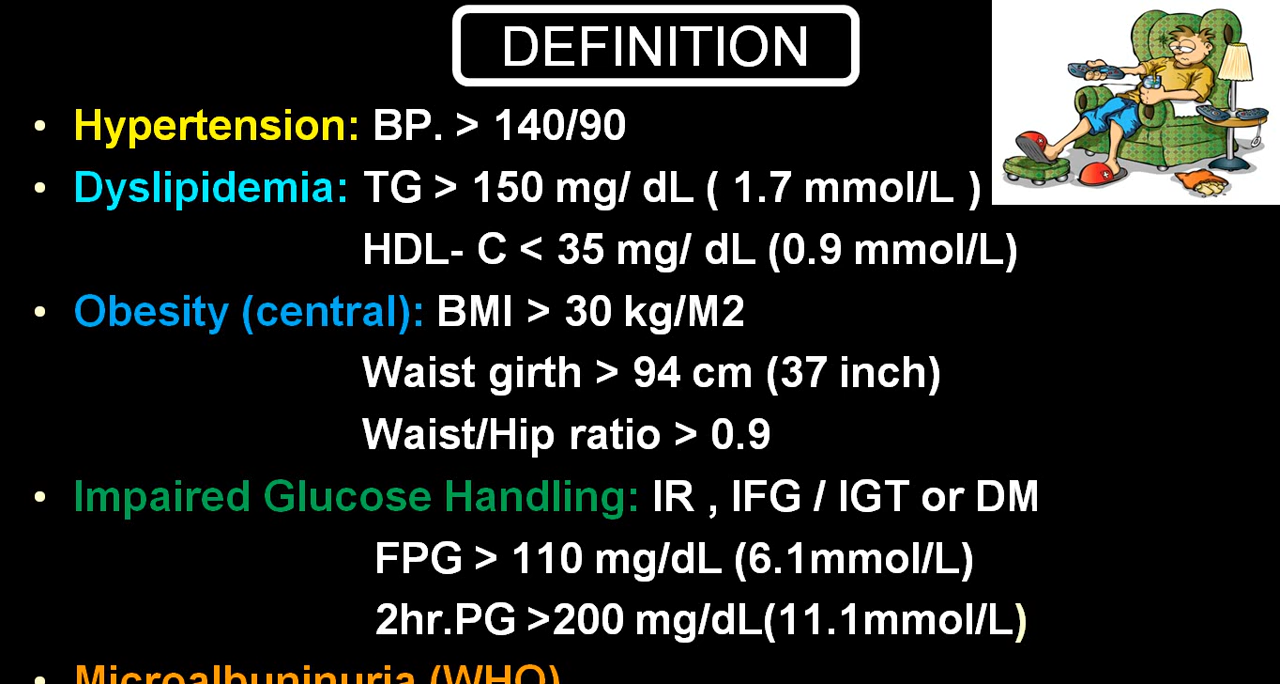 DEFINITION
• Hypertension: BP. > 140/90
• Dyslipidemia: TG > 150 mg/ dL ( 1.7 mmol/L )
HDL- C < 35 mg/ dL (0.9 mmol/L)
• Obesity (central): BMI > 30 kg/M2
Waist girth > 94 cm (37 inch)
Waist/Hip ratio > 0.9
• Impaired Glucose Handling: IR , IFG / IGT or DM
FPG > 110 mg/dL (6.1mmol/L)
2hr.PG >200 mg/dL(11.1mmol/L)
• Microalbuninuria (WHO)